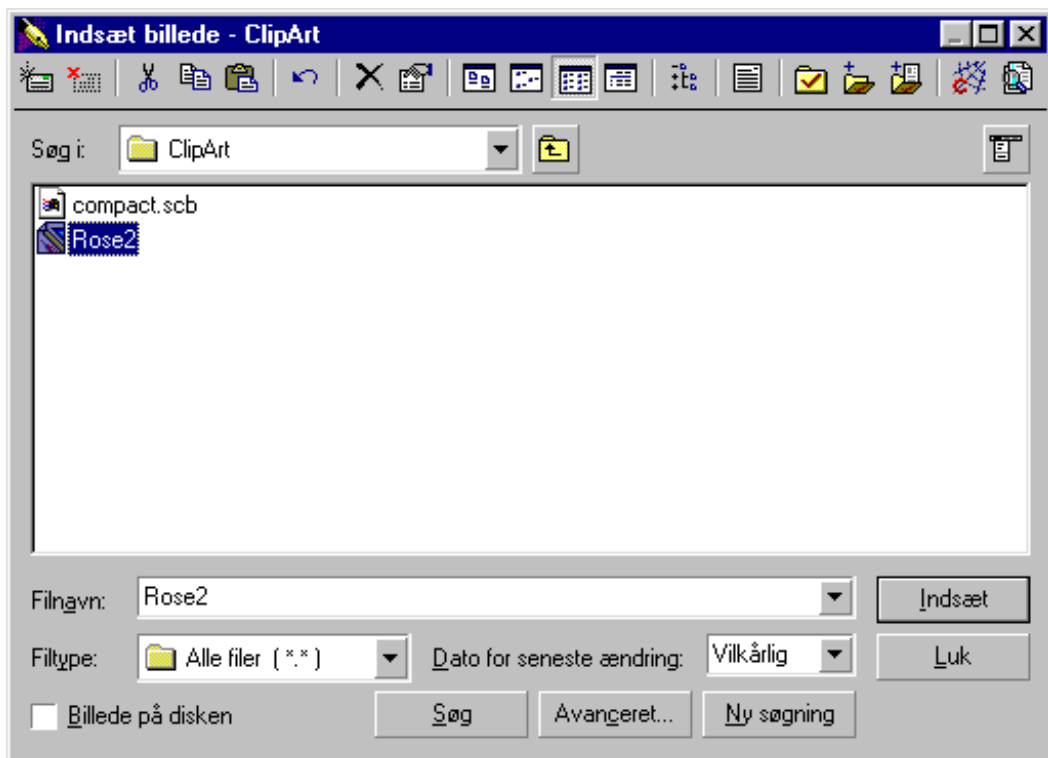 Indsæt billede - ClipArt
Søg i: ClipArt
compact.scb
Rose2
Filnavn: Rose2 Indsæt
Filtype: Alle filer ( *.* ) Dato for seneste ændring: Vilkårlig Luk
Billede på disken Søg Avanceret... Ny søgning